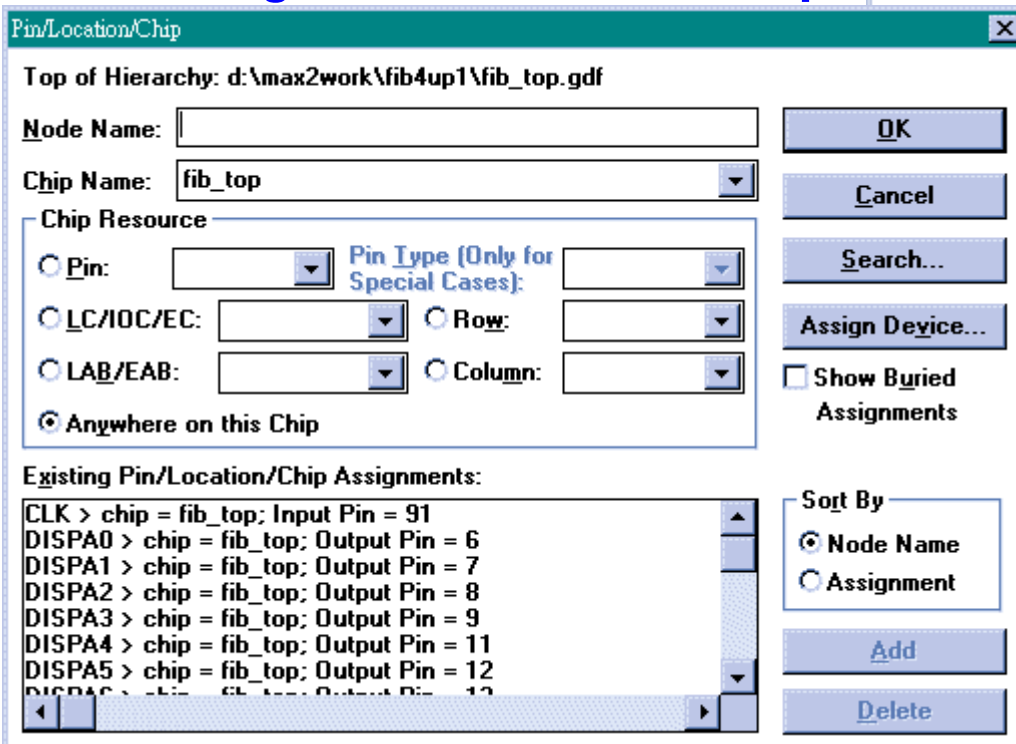 Pin/Location/Chip
Top of Hierarchy: d:\max2work\fib4up1\fib_top.gdf
Node Name:
OK
Chip Name: fib_top
Cancel
Chip Resource
Pin:
Pin Type (Only for
Special Cases):
Search...
LC/IOC/EC:
Row:
Assign Device...
LAB/EAB:
Column:
Show Buried
Assignments
Anywhere on this Chip
Existing Pin/Location/Chip Assignments:
CLK > chip = fib_top; Input Pin = 91
DISPA0 > chip = fib_top; Output Pin = 6
DISPA1 > chip = fib_top; Output Pin = 7
DISPA2 > chip = fib_top; Output Pin = 8
DISPA3 > chip = fib_top; Output Pin = 9
DISPA4 > chip = fib_top; Output Pin = 11
DISPA5 > chip = fib_top; Output Pin = 12
Sort By
Node Name
Assignment
Add
Delete